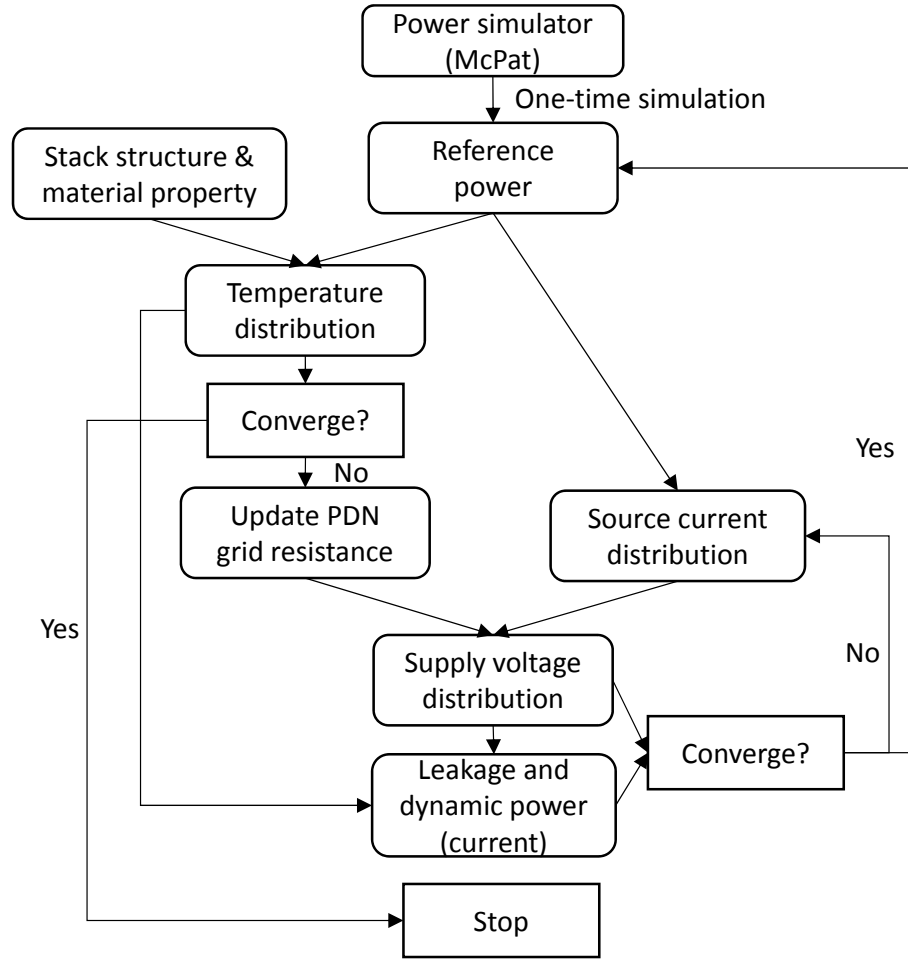 Power simulator
(McPat)
One-time simulation
Stack structure &
material property
Reference
power
Temperature
distribution
Converge?
No
Yes
Update PDN
grid resistance
Source current
distribution
Yes
No
Supply voltage
distribution
Converge?
Leakage and
dynamic power
(current)
Stop